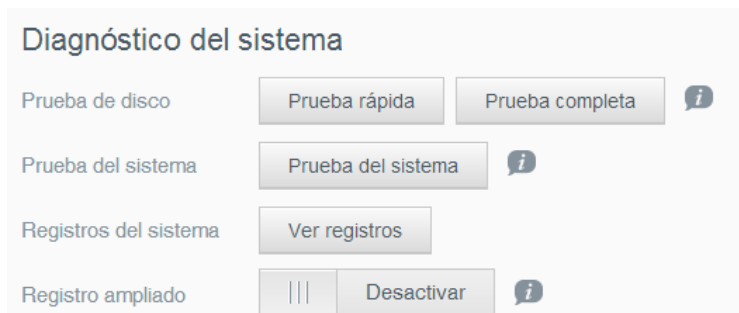 Diagnóstico del sistema
Prueba de disco Prueba rápida Prueba completa i
Prueba del sistema Prueba del sistema i
Registros del sistema Ver registros
Registro ampliado Desactivar i